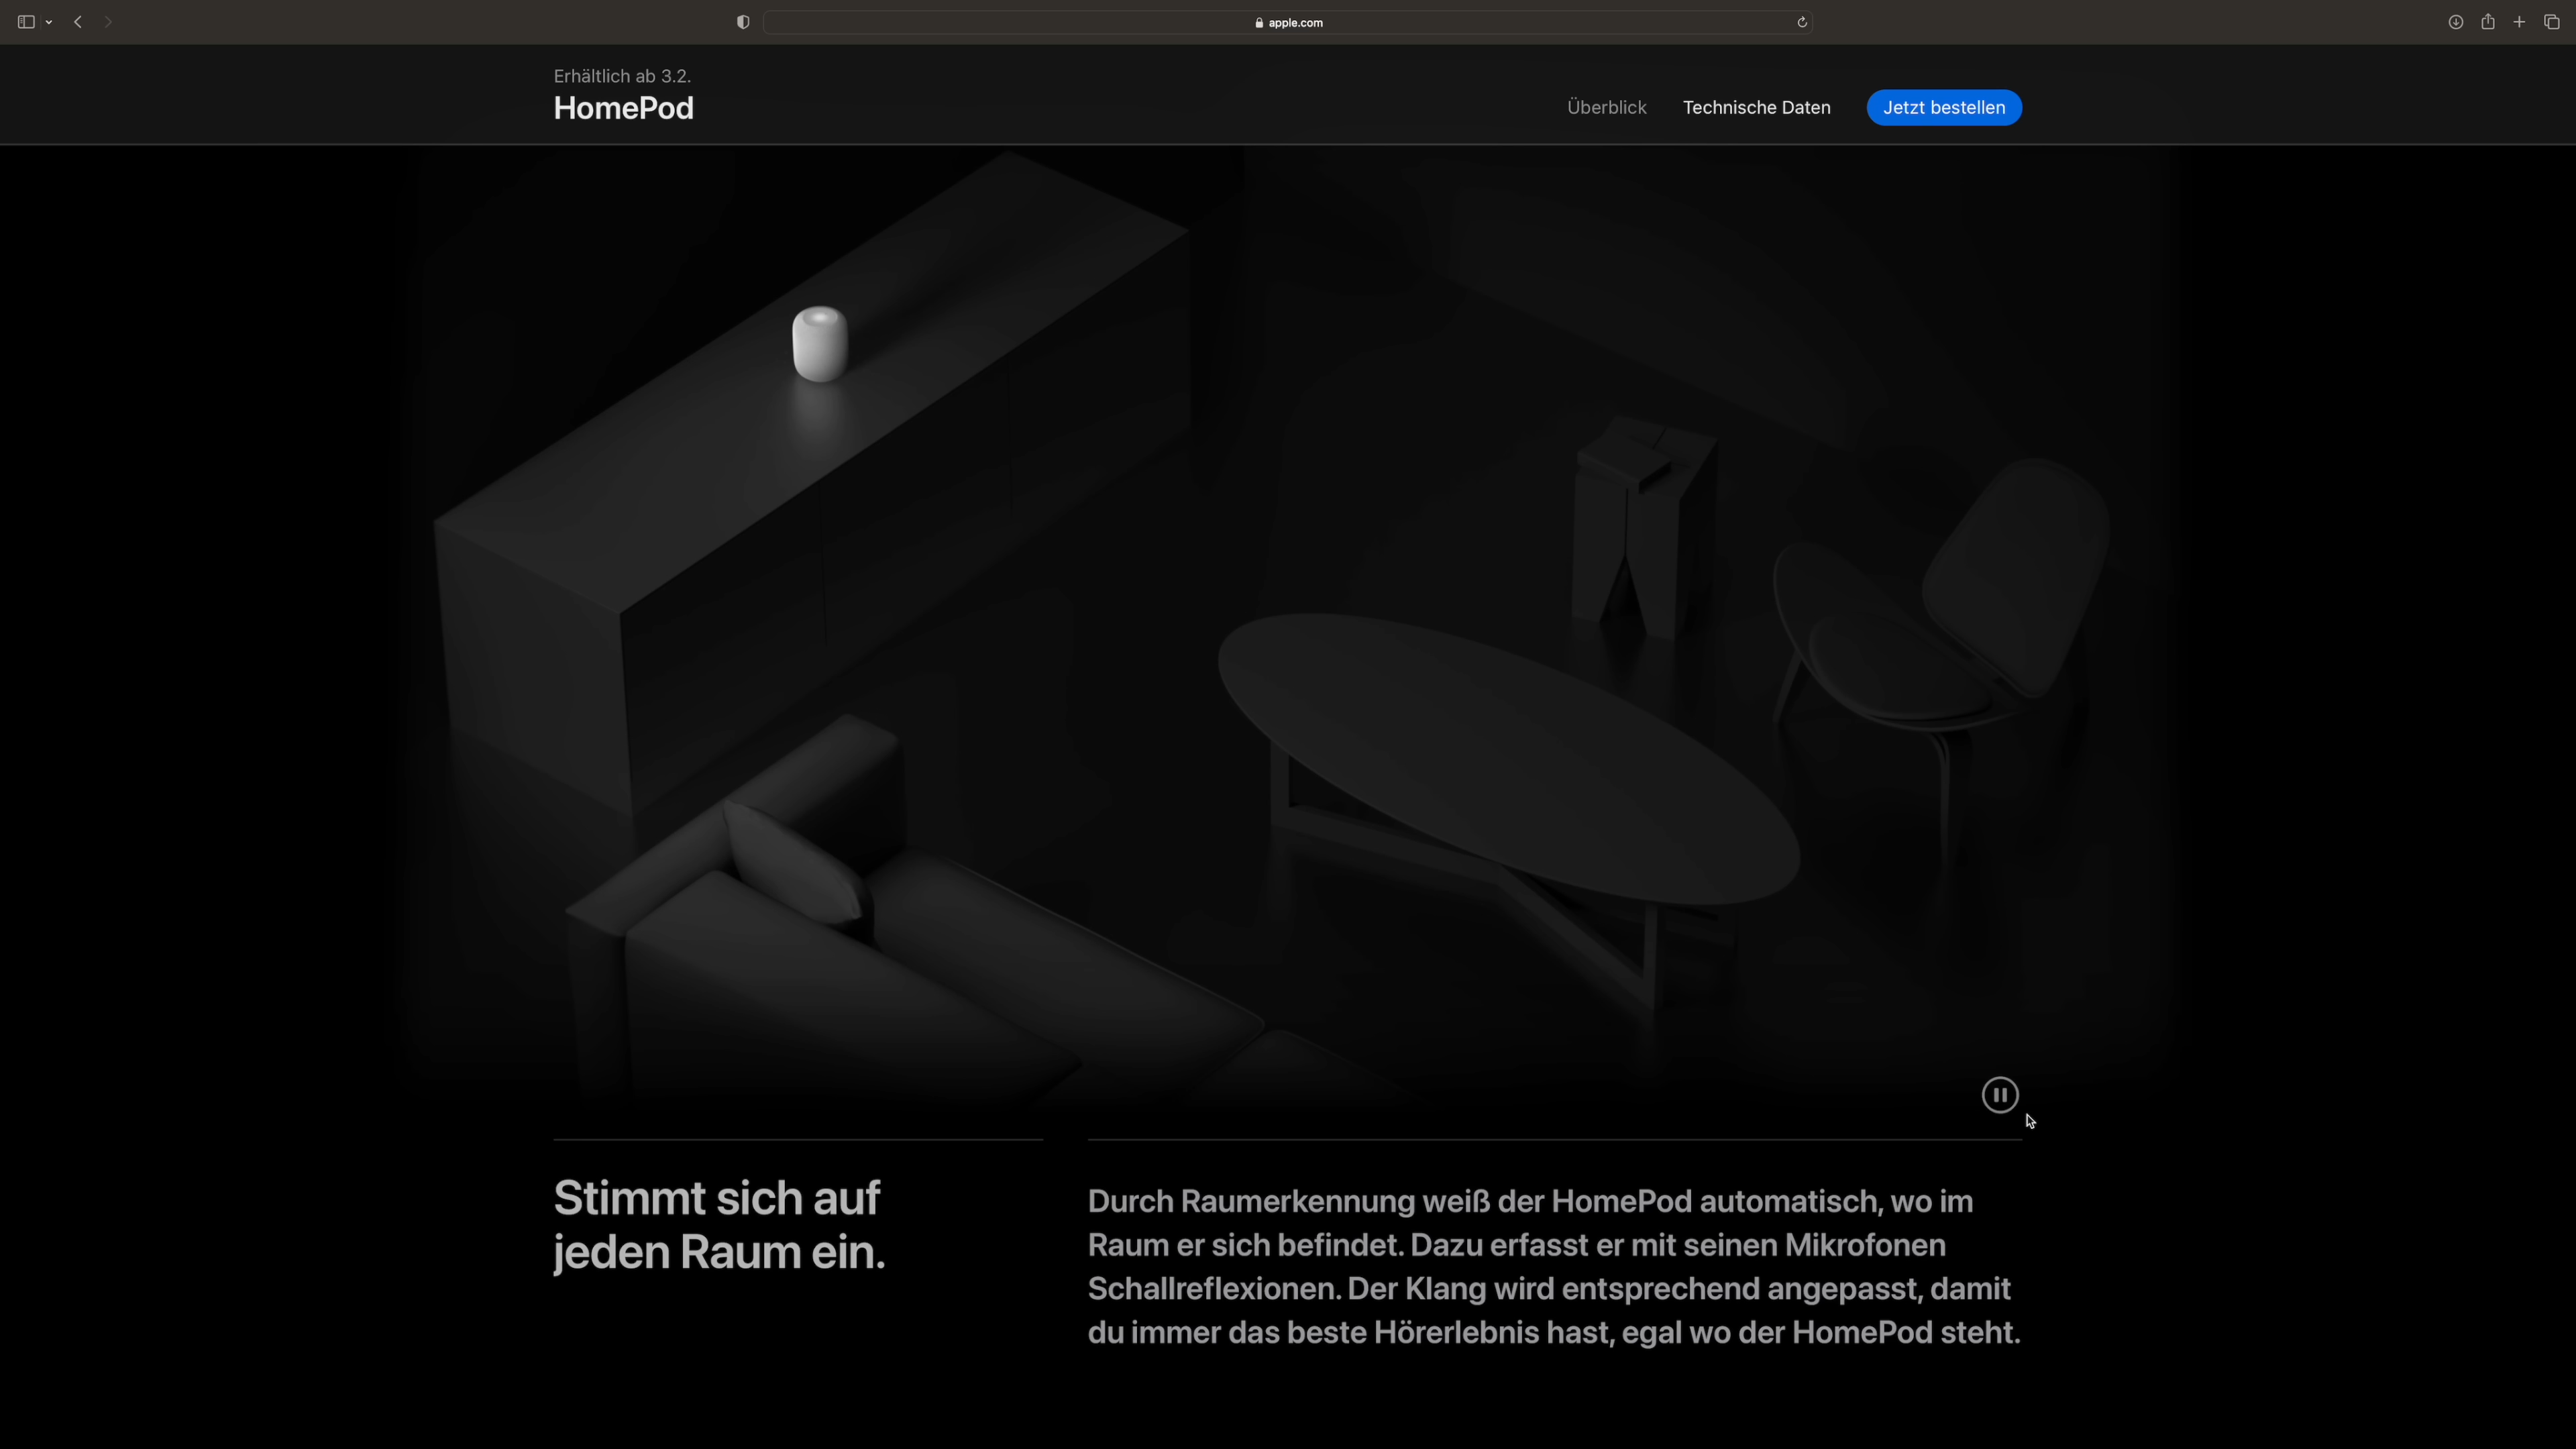 apple.com
Erhältlich ab 3.2.
HomePod
Überblick
Technische Daten
Jetzt bestellen
Stimmt sich auf
jeden Raum ein.
Durch Raumerkennung weiß der HomePod automatisch, wo im
Raum er sich befindet. Dazu erfasst er mit seinen Mikrofonen
Schallreflexionen. Der Klang wird entsprechend angepasst, damit
du immer das beste Hörerlebnis hast, egal wo der HomePod steht.